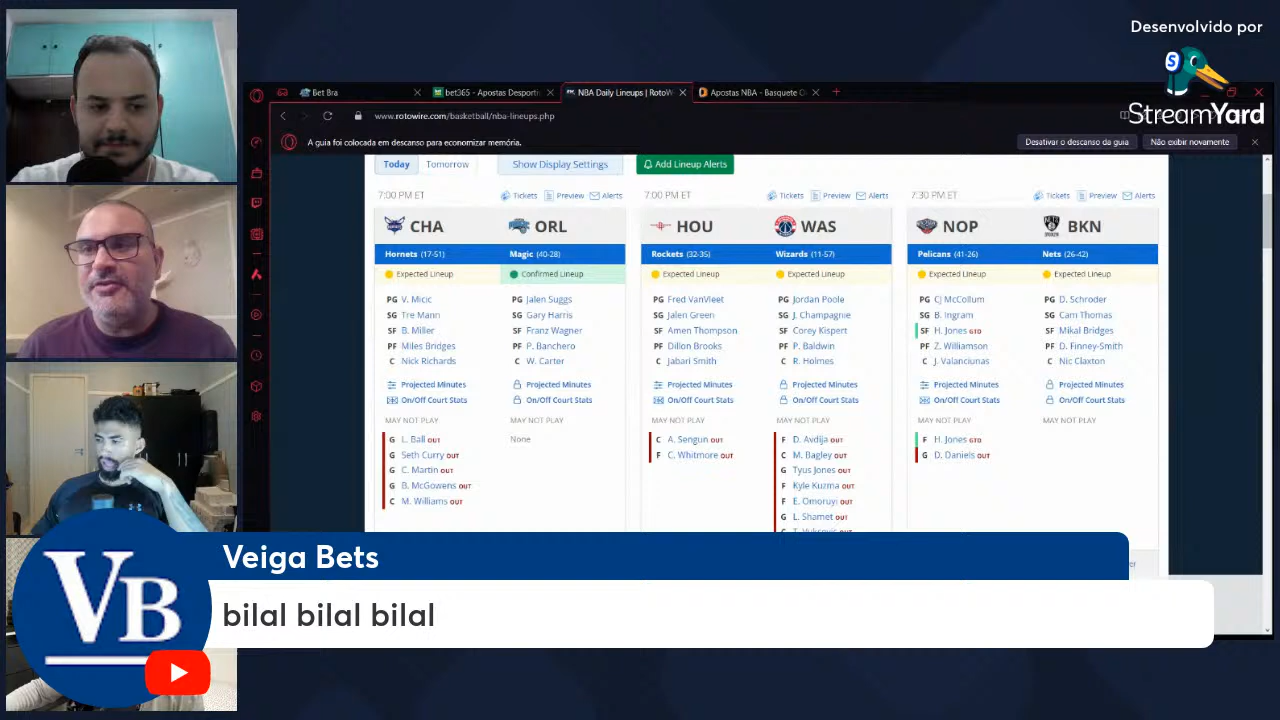 Desenvolvido por
StreamYard
Bet Bra
bet365 - Apostas Desporti
NBA Daily Lineups | RotoW
Apostas NBA - Basquete
www.rotowire.com/basketball/nba-lineups.php
A guia foi colocada em descanso para economizar memória.
Desativar o descanso da guia
Não exibir novamente
Today
Tomorrow
Show Display Settings
Add Lineup Alerts
7:00 PM ET
Tickets Preview Alerts
CHA ORL
Hornets (17-51) Magic (40-28)
Expected Lineup Confirmed Lineup
PG V. Micic PG Jalen Suggs
SG Tre Mann SG Gary Harris
SF B. Miller SF Franz Wagner
PF Miles Bridges PF P. Banchero
C Nick Richards C W. Carter
Projected Minutes Projected Minutes
On/Off Court Stats On/Off Court Stats
MAY NOT PLAY MAY NOT PLAY
G L. Ball OUT None
G Seth Curry OUT
G C. Martin OUT
G B. McGowens OUT
C M. Williams OUT
7:00 PM ET
Tickets Preview Alerts
HOU WAS
Rockets (32-35) Wizards (11-57)
Expected Lineup Expected Lineup
PG Fred VanVleet PG Jordan Poole
SG Jalen Green SG J. Champagnie
SF Amen Thompson SF Corey Kispert
PF Dillon Brooks PF P. Baldwin
C Jabari Smith C R. Holmes
Projected Minutes Projected Minutes
On/Off Court Stats On/Off Court Stats
MAY NOT PLAY MAY NOT PLAY
C A. Sengun OUT F D. Avdija OUT
F C. Whitmore OUT C M. Bagley OUT
G Tyus Jones OUT
F Kyle Kuzma OUT
F E. Omoruyi OUT
G L. Shamet OUT
7:30 PM ET
Tickets Preview Alerts
NOP BKN
Pelicans (41-26) Nets (26-42)
Expected Lineup Expected Lineup
PG CJ McCollum PG D. Schroder
SG B. Ingram SG Cam Thomas
SF H. Jones GTD SF Mikal Bridges
PF Z. Williamson PF D. Finney-Smith
C J. Valanciunas C Nic Claxton
Projected Minutes Projected Minutes
On/Off Court Stats On/Off Court Stats
MAY NOT PLAY MAY NOT PLAY
F H. Jones GTD
G D. Daniels OUT
VB
Veiga Bets
bilal bilal bilal